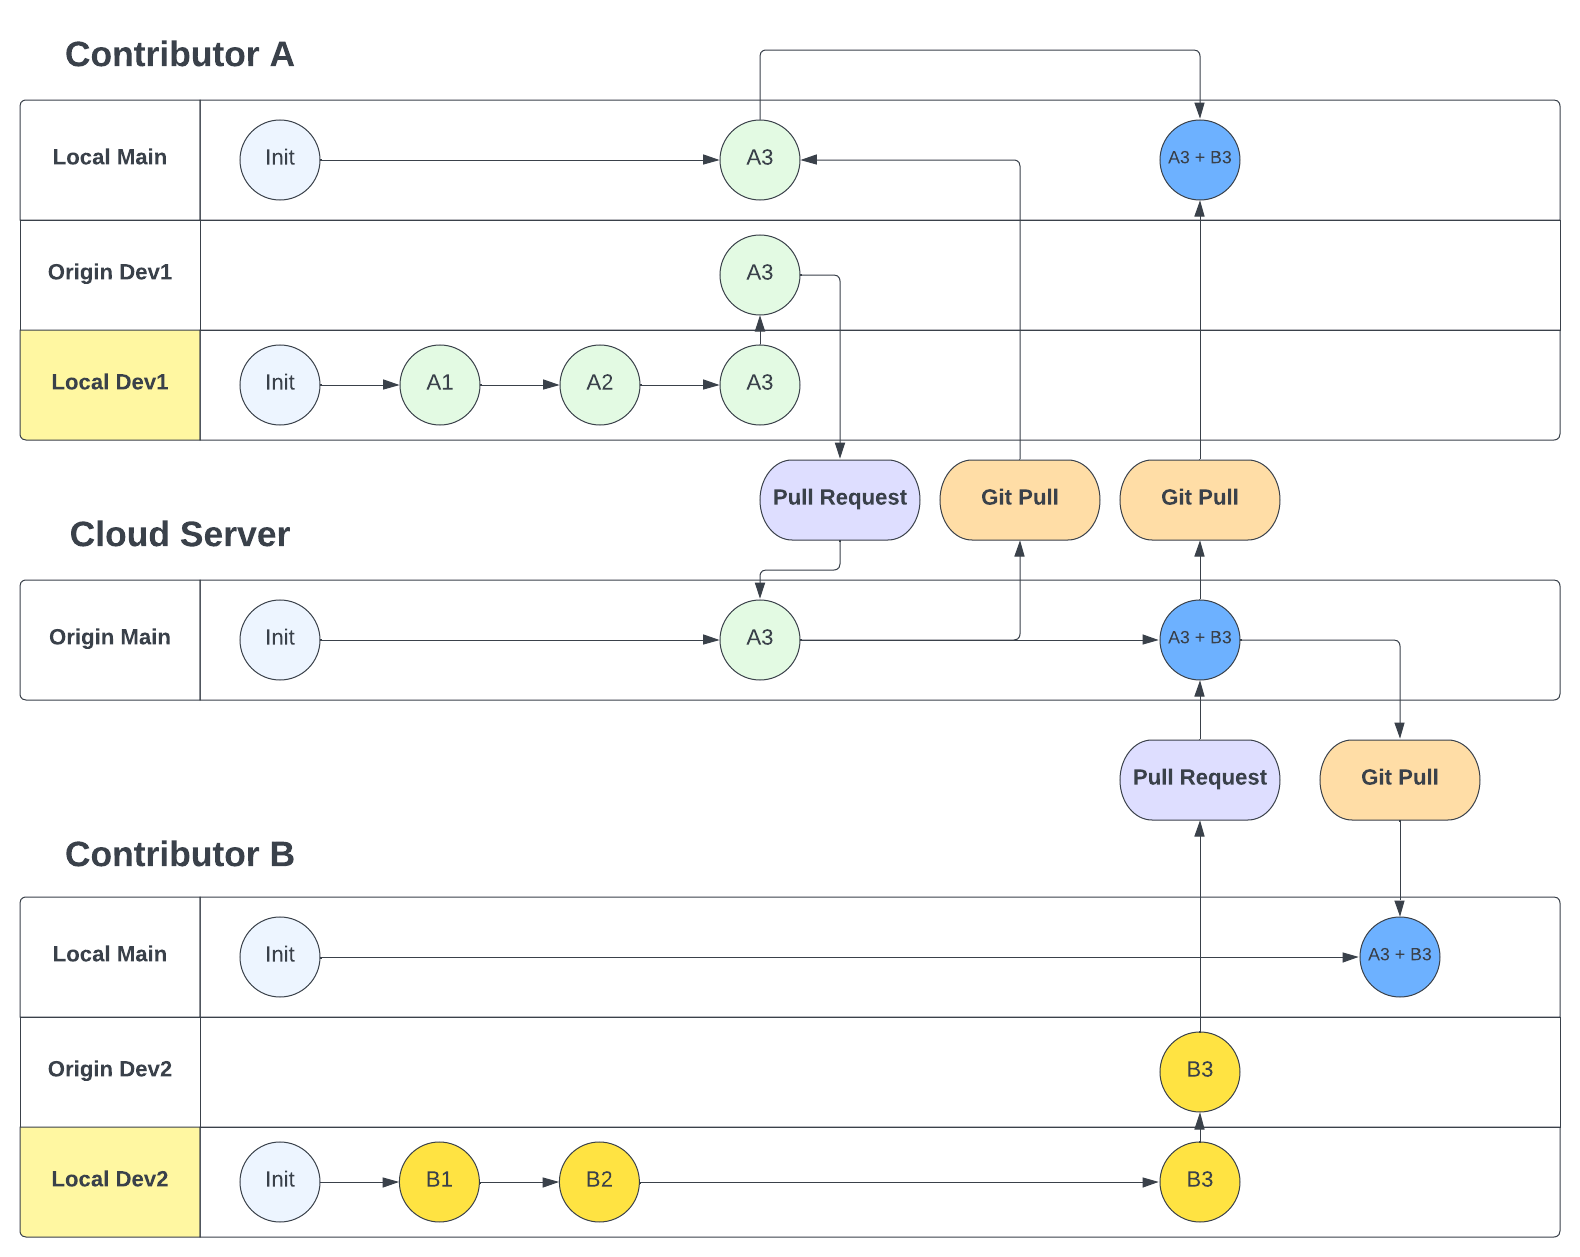 Contributor A
Local Main
Init
A3
A3 + B3
Origin Dev1
A3
Local Dev1
Init
A1
A2
A3
Pull Request
Git Pull
Git Pull
Cloud Server
Origin Main
Init
A3
A3 + B3
Pull Request
Git Pull
Contributor B
Local Main
Init
A3 + B3
Origin Dev2
B3
Local Dev2
Init
B1
B2
B3